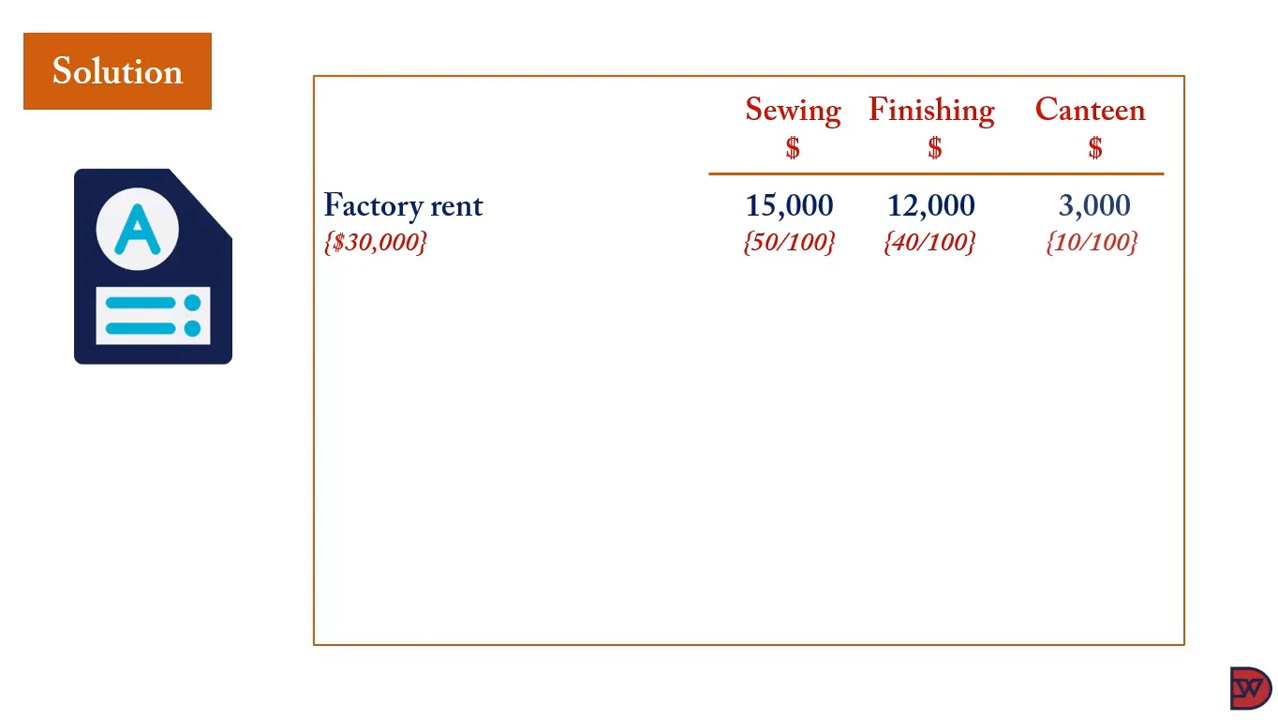 Solution
A
Sewing Finishing Canteen
$ $ $
Factory rent 15,000 12,000 3,000
{$30,000} {50/100} {40/100} {10/100}
DW